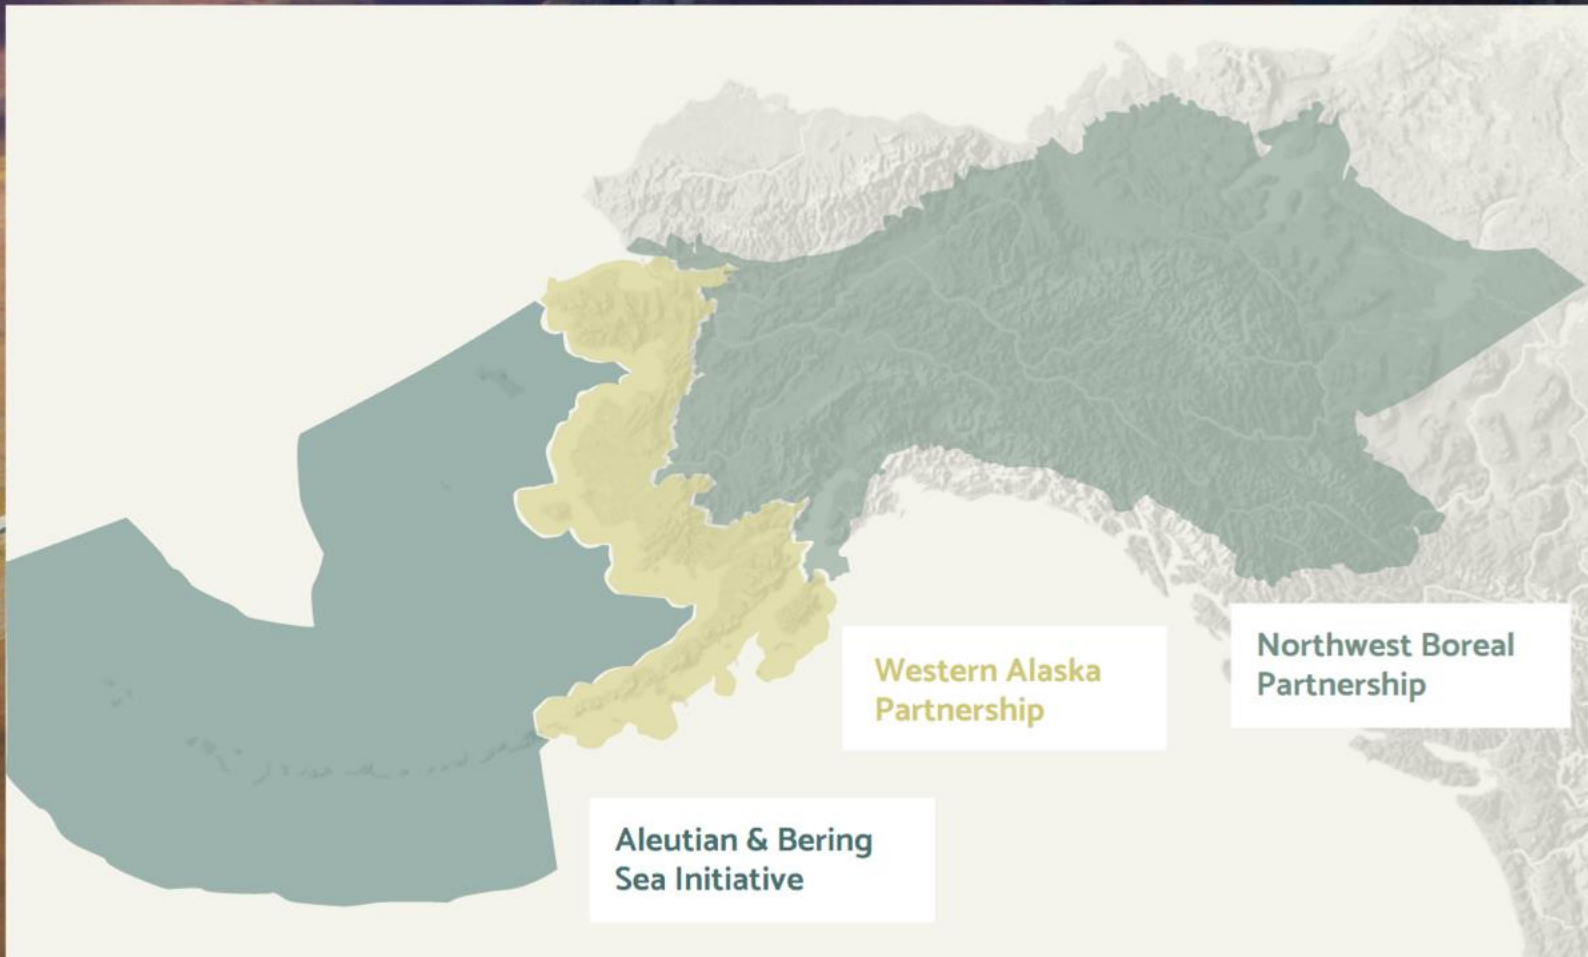 Western Alaska
Partnership
Northwest Boreal
Partnership
Aleutian & Bering
Sea Initiative